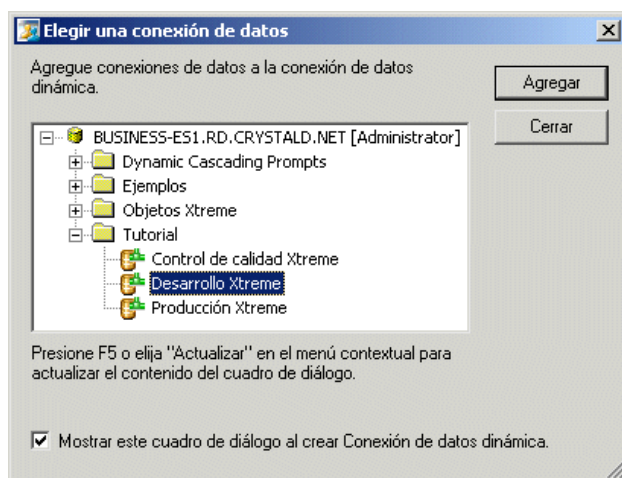 Elegir una conexión de datos
Agregue conexiones de datos a la conexión de datos
dinámica.
Agregar
Cerrar
BUSINESS-ES1.RD.CRYSTALD.NET [Administrator]
Dynamic Cascading Prompts
Ejemplos
Objetos Xtreme
Tutorial
Control de calidad Xtreme
Desarrollo Xtreme
Producción Xtreme
Presione F5 o elija "Actualizar" en el menú contextual para
actualizar el contenido del cuadro de diálogo.
Mostrar este cuadro de diálogo al crear Conexión de datos dinámica.